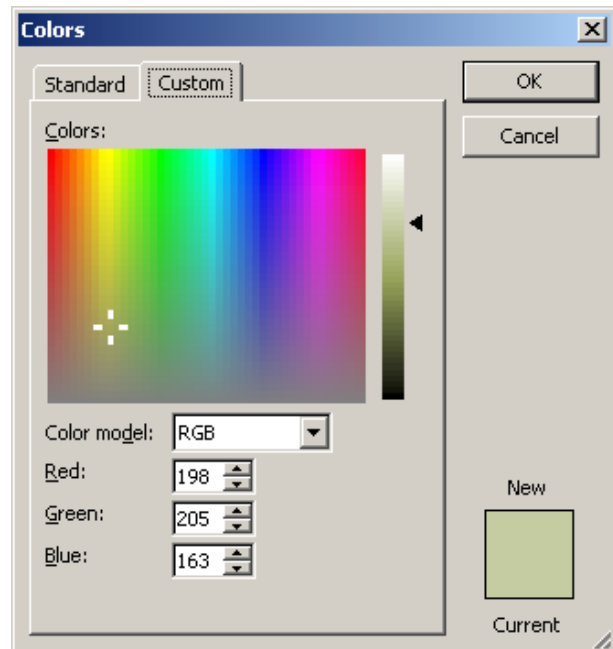 Colors
Standard Custom
OK
Cancel
Colors:
Color model: RGB
Red: 198
Green: 205
Blue: 163
New
Current